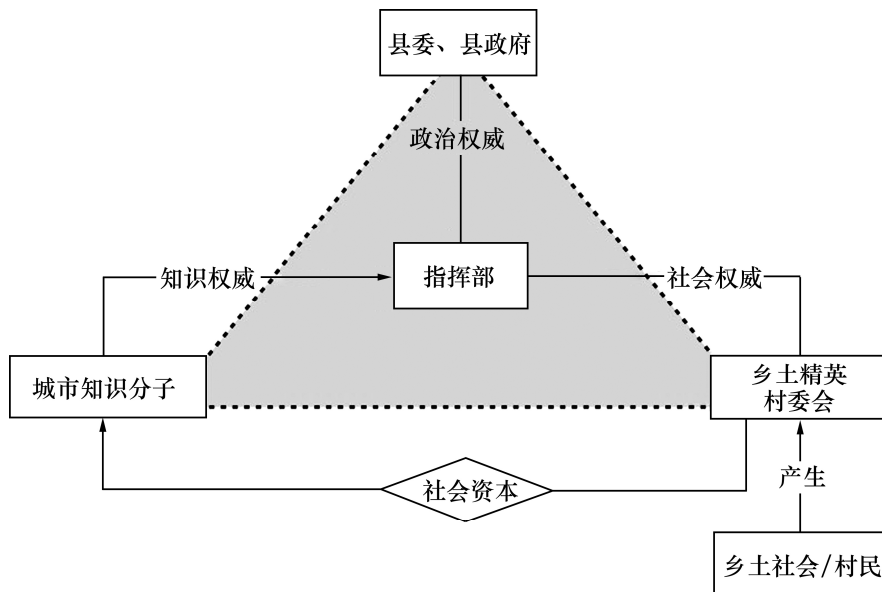 县委、县政府
政治权威
知识权威
指挥部
社会权威
城市知识分子
乡土精英
村委会
社会资本
产生
乡土社会/村民